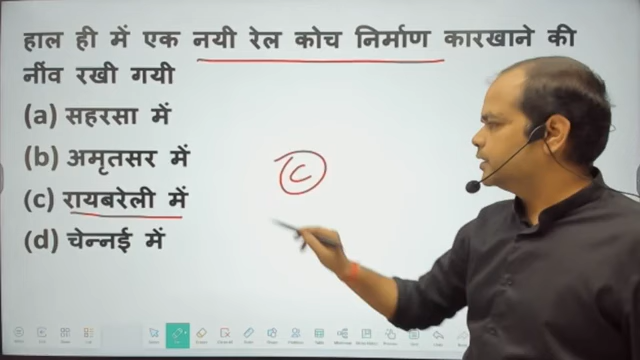 हाल ही में एक नयी रेल कोच निर्माण कारखाने की
नींव रखी गयी
(a) सहरसा में
(b) अमृतसर में
(c) रायबरेली में
(d) चेन्नई में
C